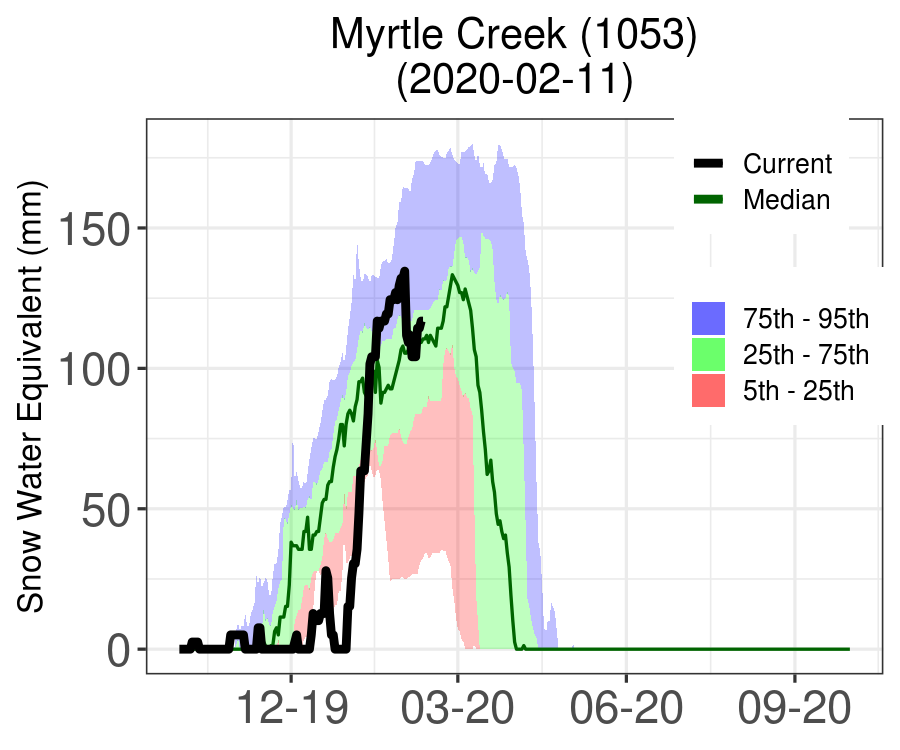 Myrtle Creek (1053)
(2020-02-11)
Snow Water Equivalent (mm)
150
100
50
0
12-19
03-20
06-20
09-20
Current
Median
75th - 95th
25th - 75th
5th - 25th